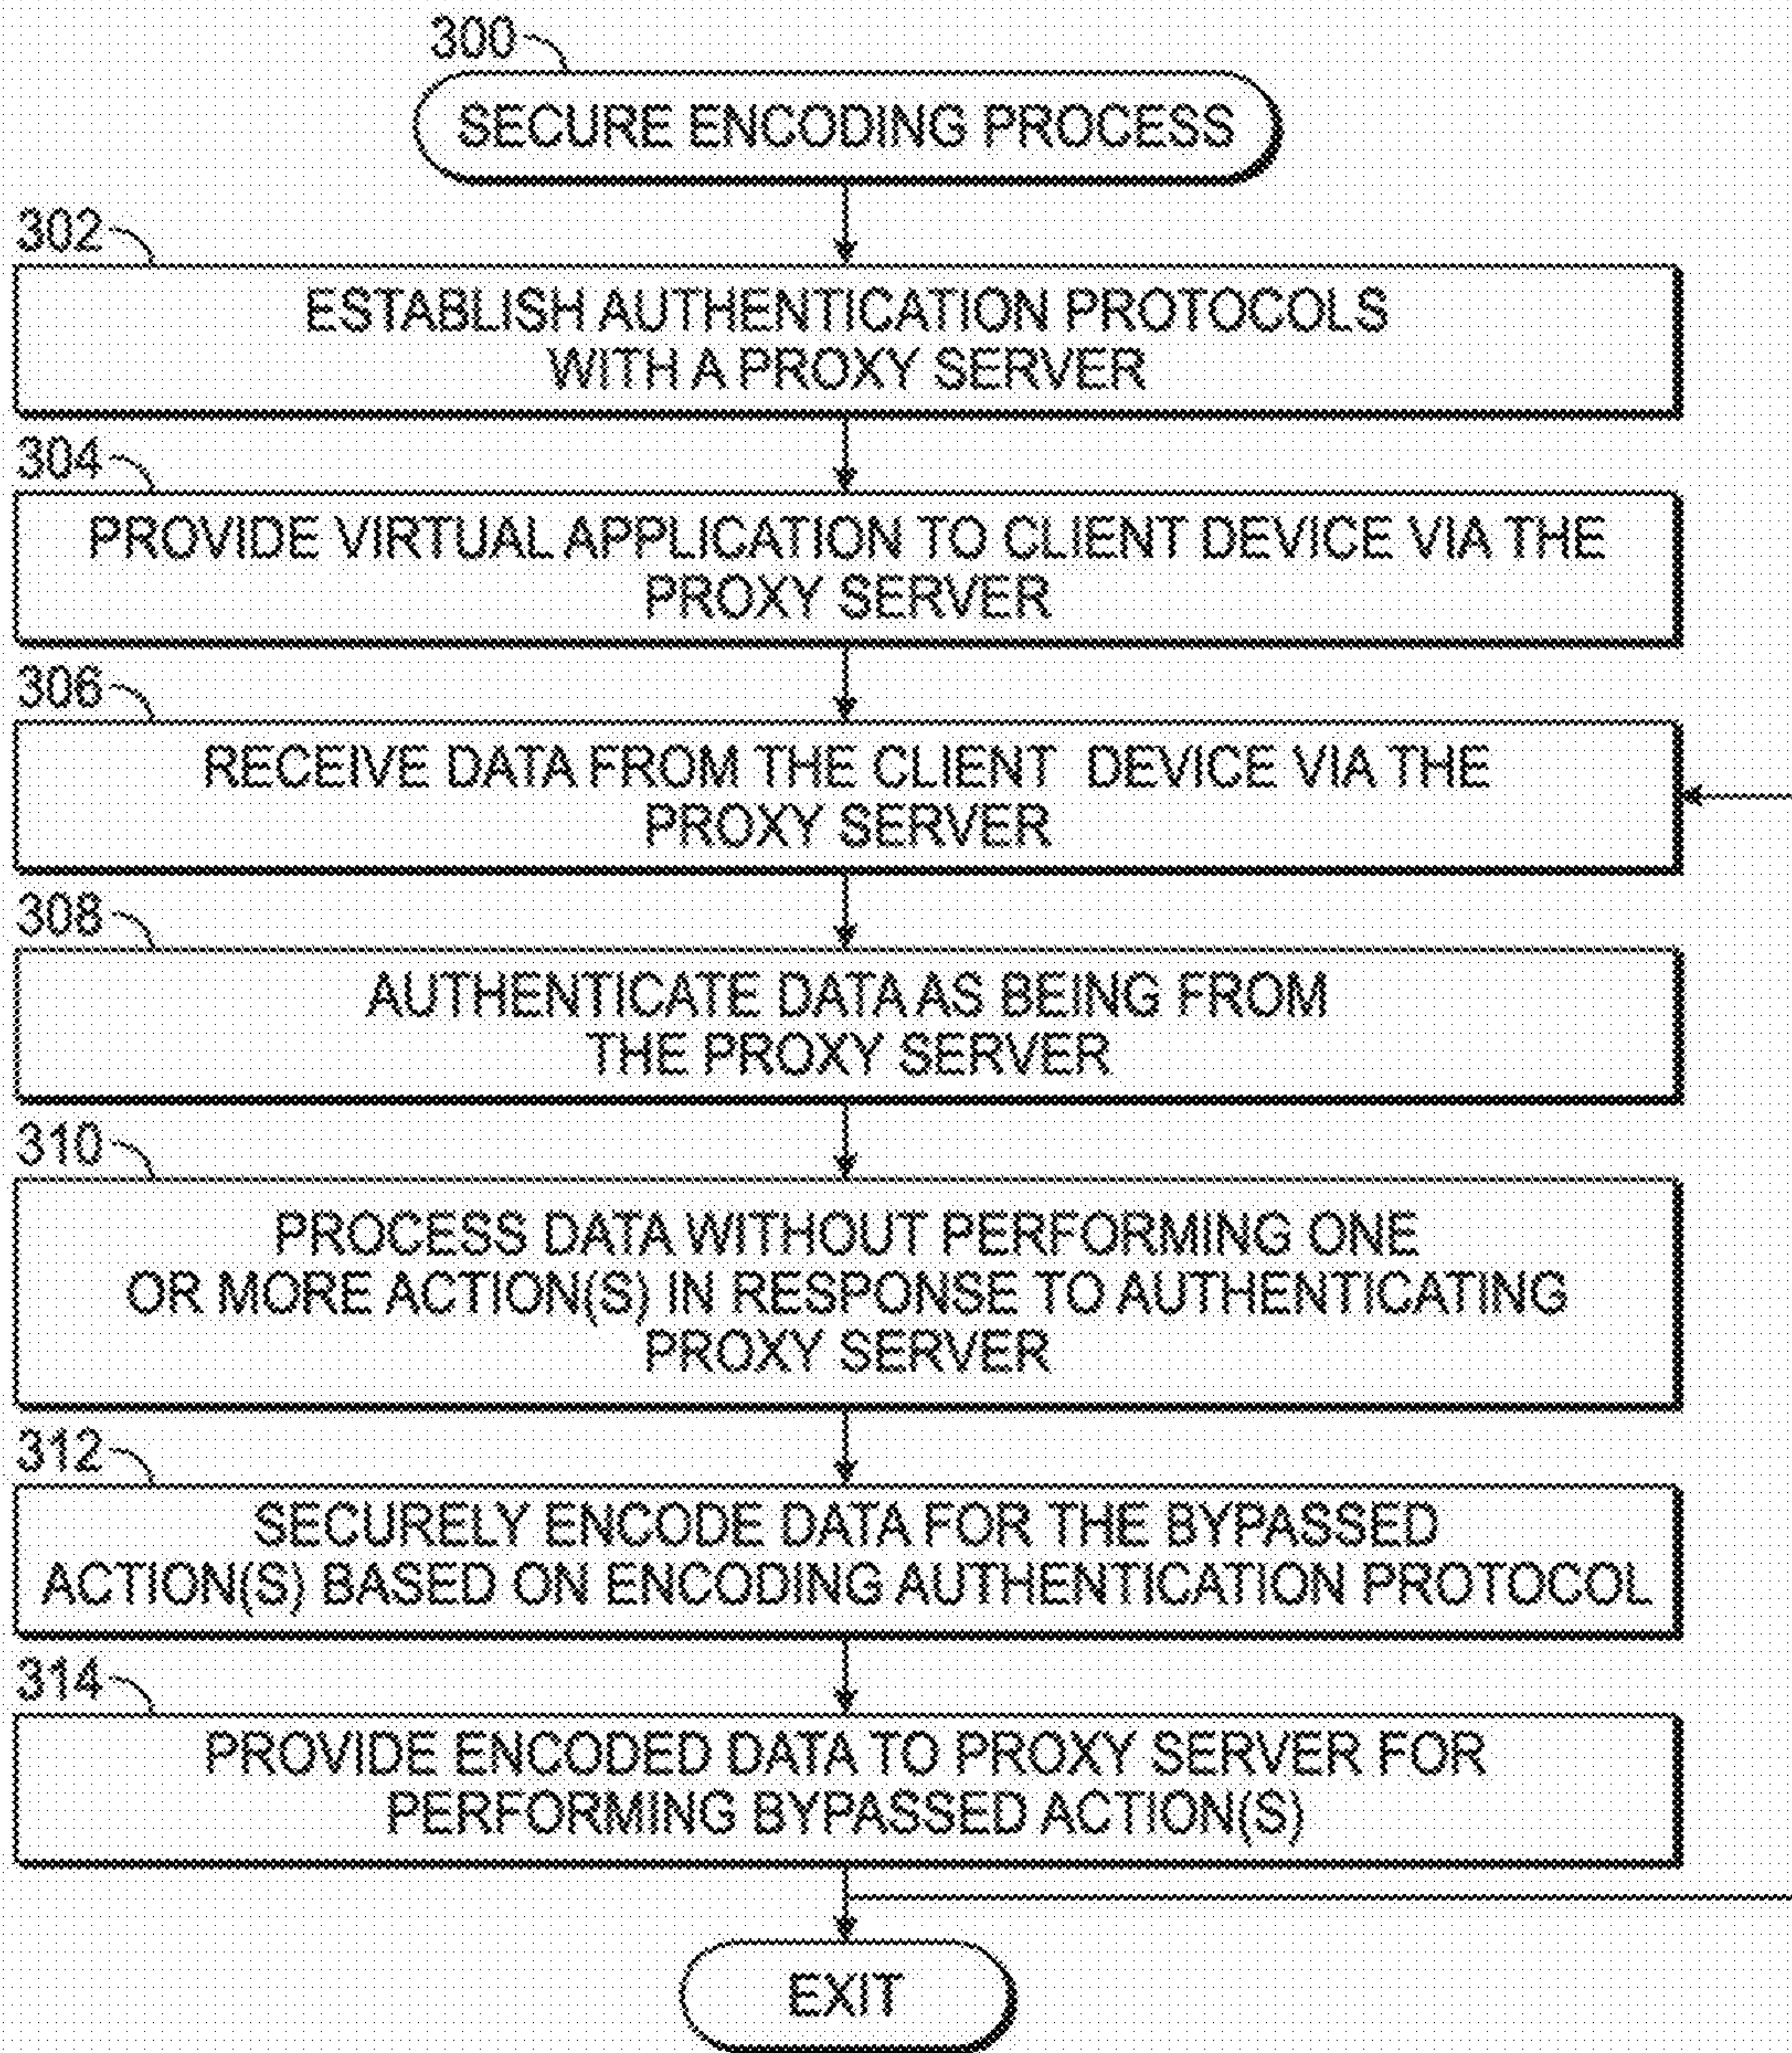 300
SECURE ENCODING PROCESS
302
ESTABLISH AUTHENTICATION PROTOCOLS
WITH A PROXY SERVER
304
PROVIDE VIRTUAL APPLICATION TO CLIENT DEVICE VIA THE
PROXY SERVER
306
RECEIVE DATA FROM THE CLIENT DEVICE VIA THE
PROXY SERVER
308
AUTHENTICATE DATA AS BEING FROM
THE PROXY SERVER
310
PROCESS DATA WITHOUT PERFORMING ONE
OR MORE ACTION(S) IN RESPONSE TO AUTHENTICATING
PROXY SERVER
312
SECURELY ENCODE DATA FOR THE BYPASSED
ACTION(S) BASED ON ENCODING AUTHENTICATION PROTOCOL
314
PROVIDE ENCODED DATA TO PROXY SERVER FOR
PERFORMING BYPASSED ACTION(S)
EXIT